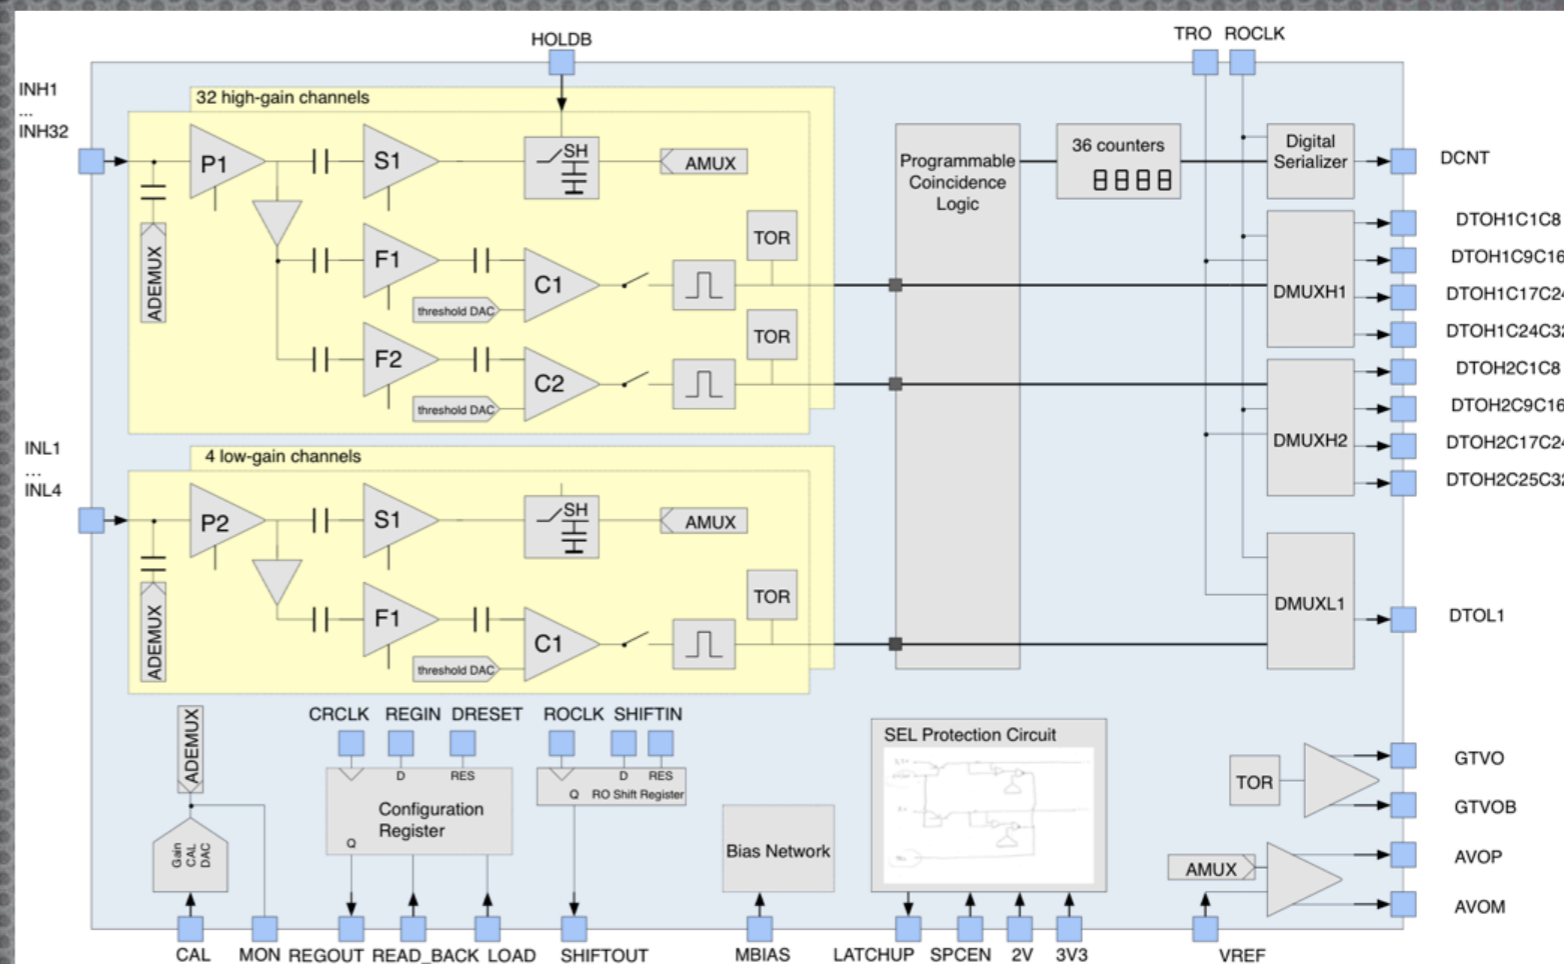 HOLDB
TRO ROCLK
INH1
...
INH32
32 high-gain channels
P1
S1
SH
AMUX
ADEMUX
F1
threshold DAC
C1
TOR
F2
threshold DAC
C2
TOR
Programmable
Coincidence
Logic
36 counters
8888
Digital
Serializer
DCNT
DMUXH1
DTOH1C1C8
DTOH1C9C16
DTOH1C17C24
DTOH1C24C32
DMUXH2
DTOH2C1C8
DTOH2C9C16
DTOH2C17C24
DTOH2C25C32
INL1
...
INL4
4 low-gain channels
P2
S1
SH
AMUX
ADEMUX
F1
threshold DAC
C1
TOR
DMUXL1
DTOL1
ADEMUX
Gain
CAL
DAC
CAL
MON
CRCLK REGIN DRESET
D RES
Configuration
Register
Q
REGOUT READ_BACK LOAD
ROCLK SHIFTIN
D RES
Q RO Shift Register
SHIFTOUT
Bias Network
MBIAS
SEL Protection Circuit
LATCHUP SPCEN 2V 3V3
TOR
GTVO
GTVOB
AMUX
AVOP
AVOM
VREF